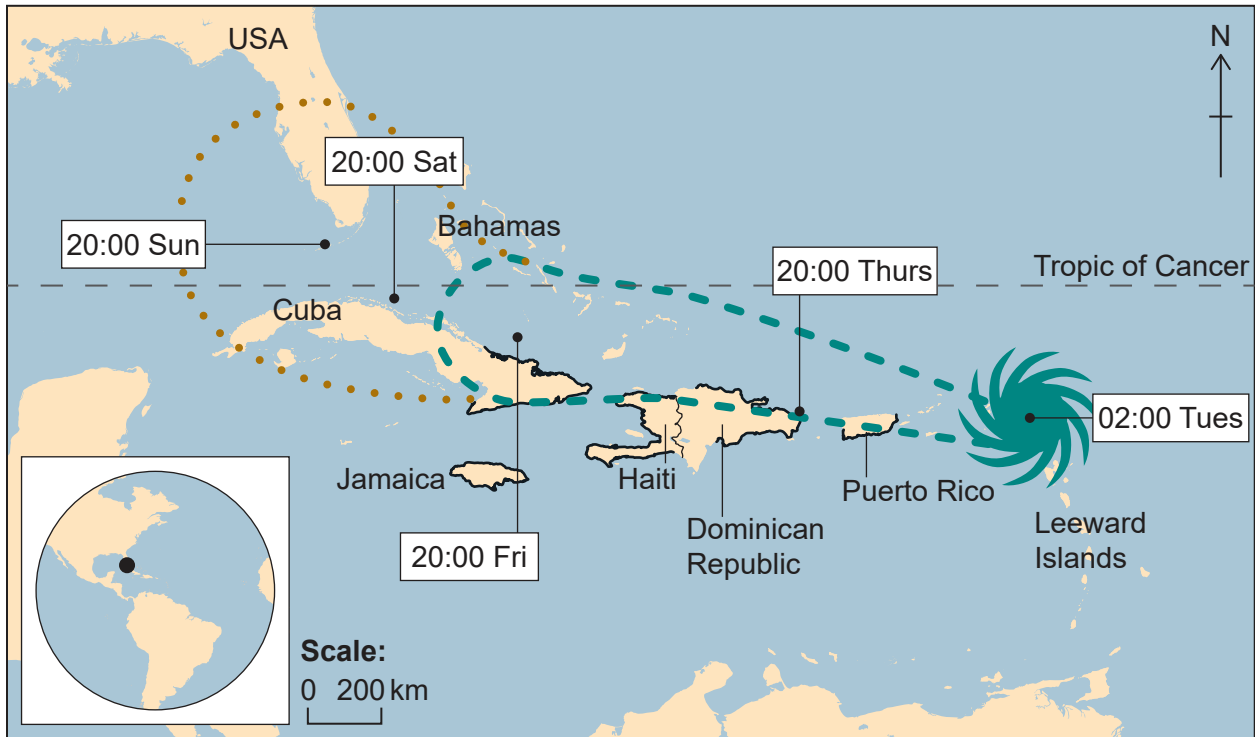 USA
N
20:00 Sat
20:00 Sun
Bahamas
20:00 Thurs
Tropic of Cancer
Cuba
02:00 Tues
Jamaica
Haiti
Puerto Rico
Dominican
Republic
Leeward
Islands
20:00 Fri
Scale:
0 200 km